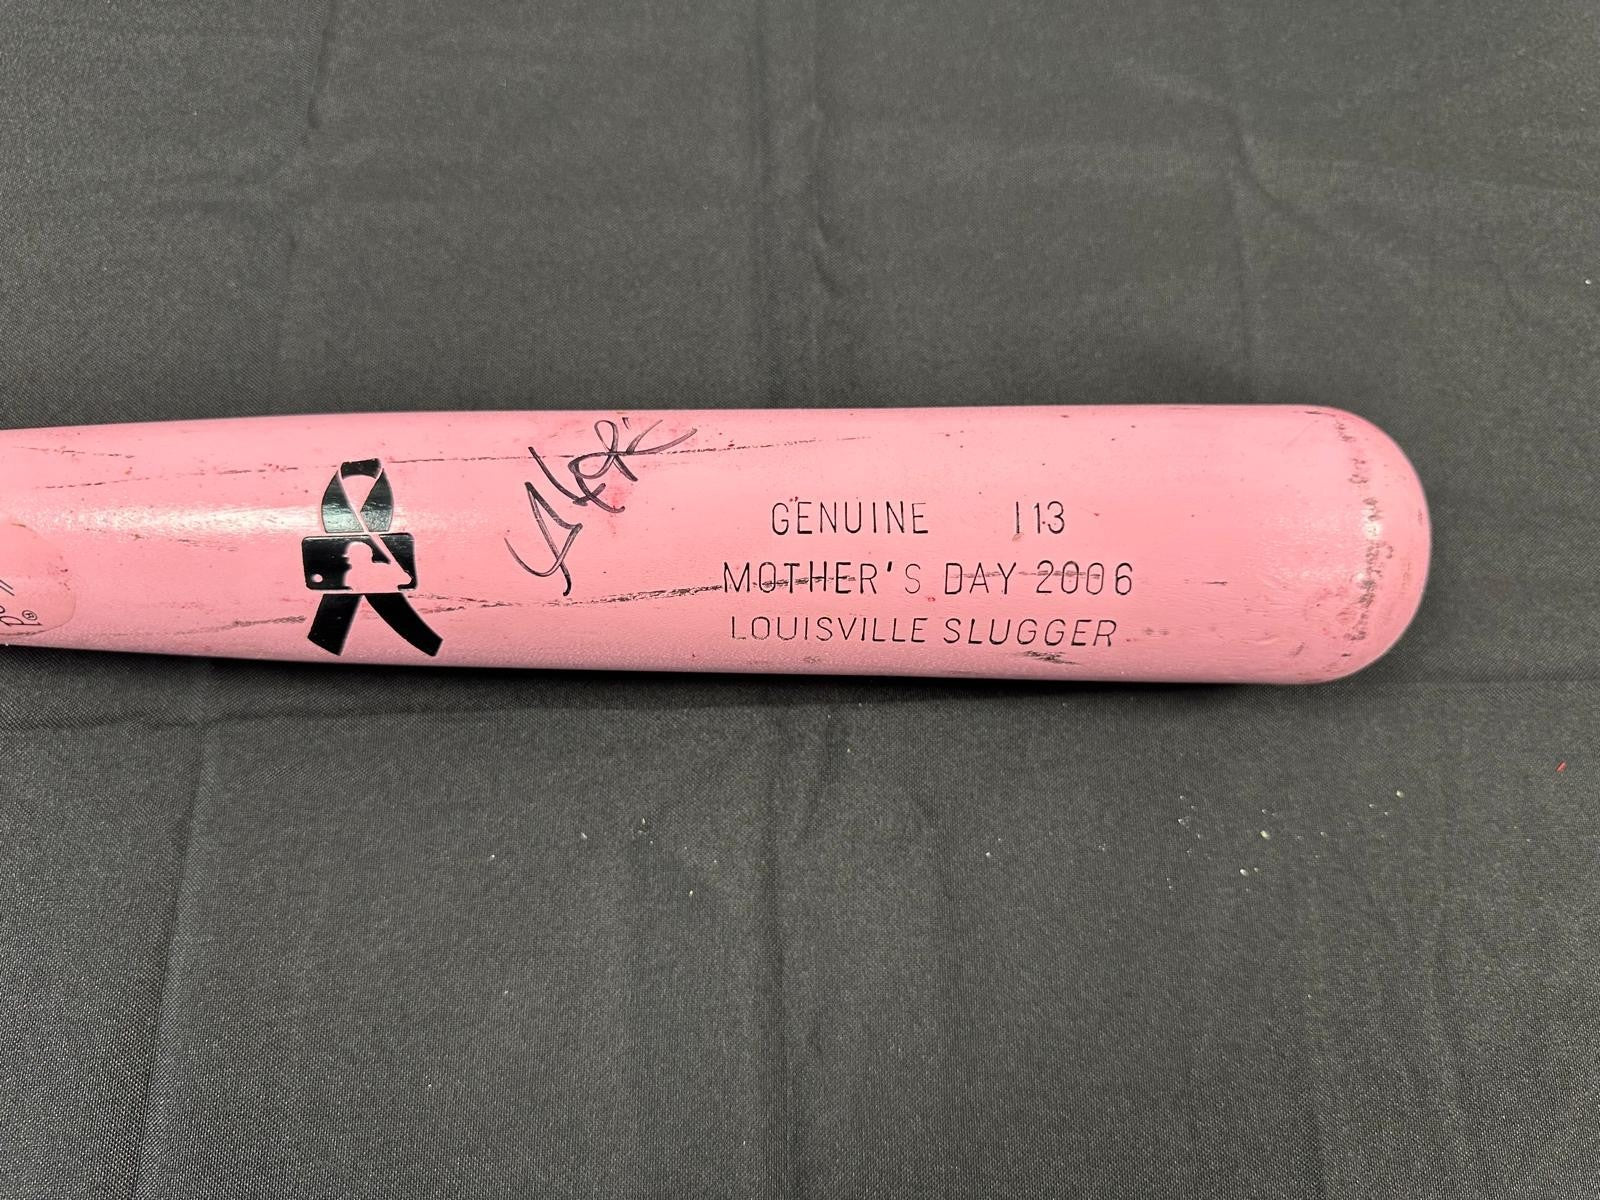 GENUINE I13
MOTHER'S DAY 2006
LOUISVILLE SLUGGER